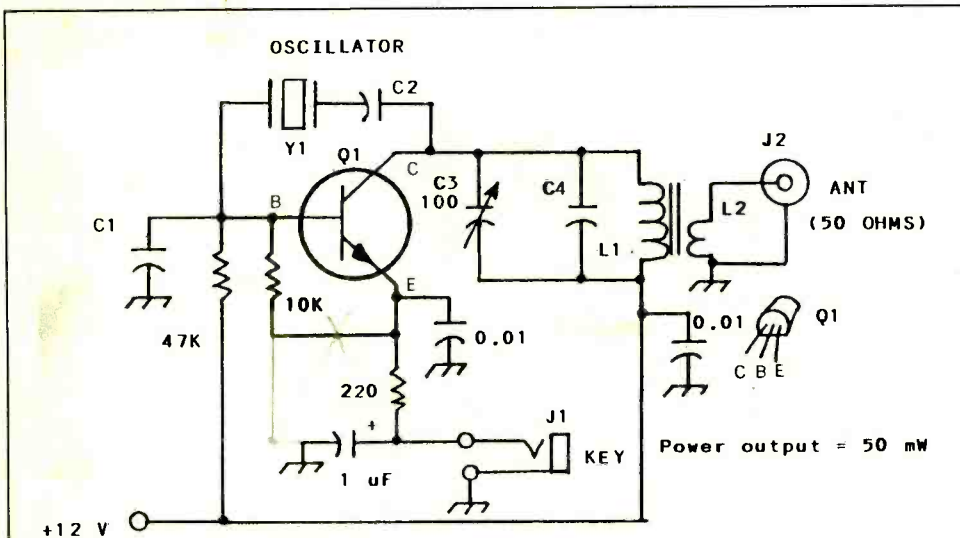 OSCILLATOR
C2
Y1
Q1
C
C3
100
C4
J2
ANT
(50 OHMS)
L2
L1
C1
B
E
10K
47K
0.01
0.01
Q1
C B E
220
+
1 uF
J1
KEY
Power output = 50 mW
+12 V